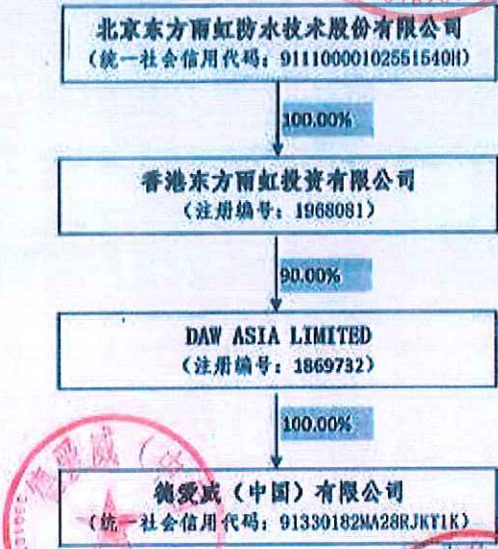 北京东方雨虹防水技术股份有限公司
(统一社会信用代码：91110000102551540H)
100.00%
香港东方雨虹投资有限公司
(注册编号：1968081)
90.00%
DAW ASIA LIMITED
(注册编号：1869732)
100.00%
德爱威（中国）有限公司
(统一社会信用代码：91330182MA28RJKY1K)